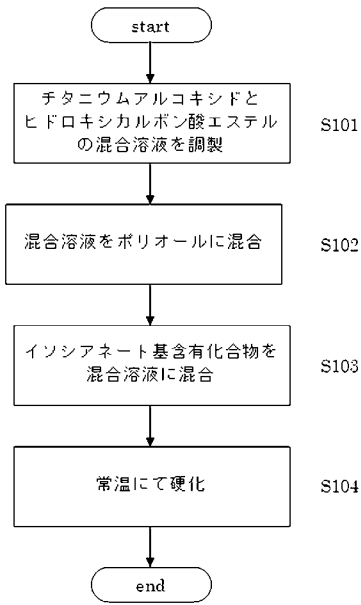 start
チタニウムアルコキシドと
ヒドロキシカルボン酸エステル
の混合溶液を調製
S101
混合溶液をポリオールに混合
S102
イソシアネート基含有化合物を
混合溶液に混合
S103
常温にて硬化
S104
end